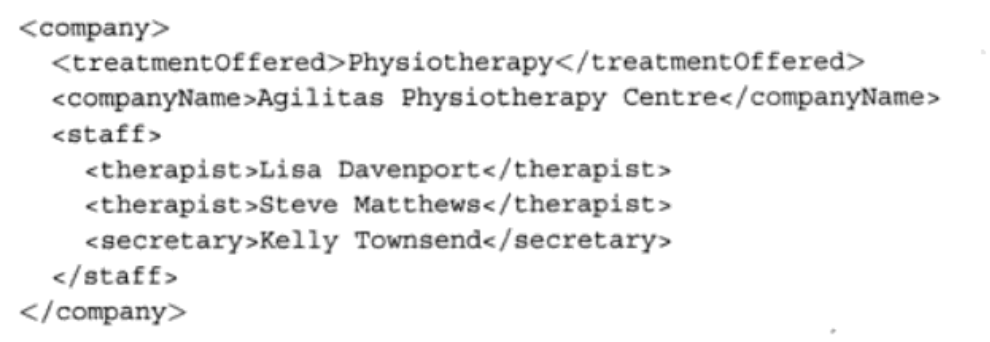 <company>
<treatmentOffered>Physiotherapy</treatmentOffered>
<companyName>Agilitas Physiotherapy Centre</companyName>
<staff>
<therapist>Lisa Davenport</therapist>
<therapist>Steve Matthews</therapist>
<secretary>Kelly Townsend</secretary>
</staff>
</company>